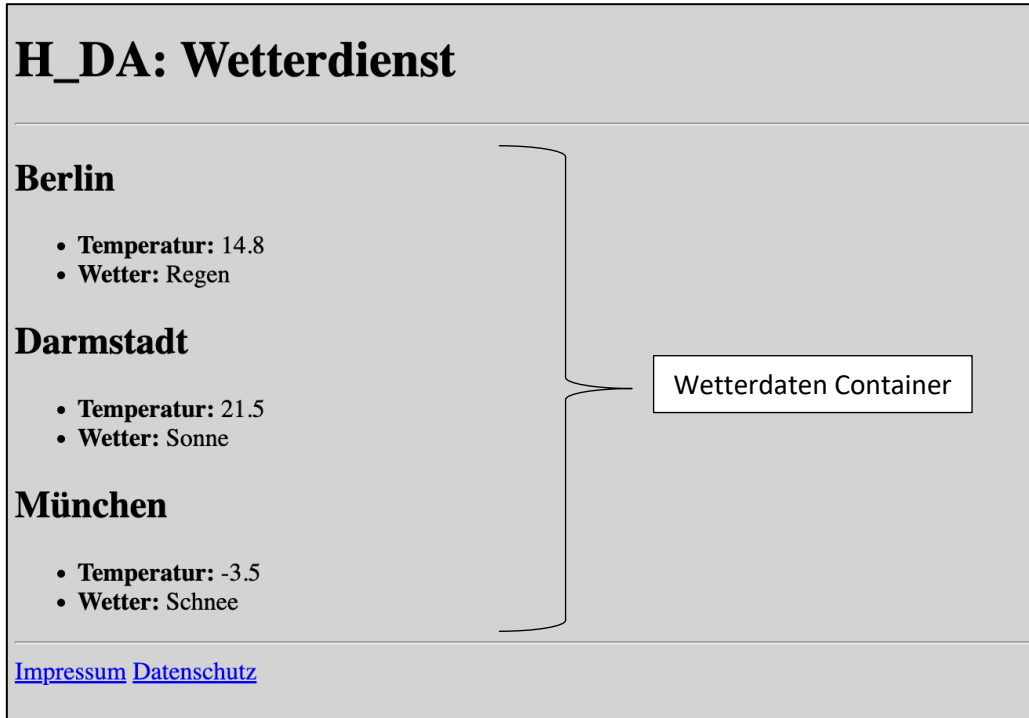 H_DA: Wetterdienst
Berlin
• Temperatur: 14.8
• Wetter: Regen
Darmstadt
• Temperatur: 21.5
• Wetter: Sonne
Wetterdaten Container
München
• Temperatur: -3.5
• Wetter: Schnee
Impressum Datenschutz